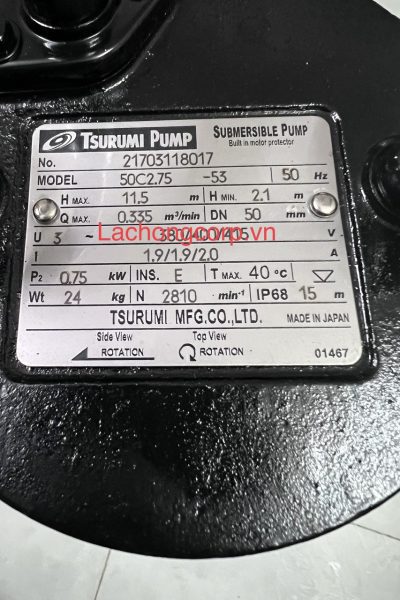 TSURUMI PUMP SUBMERSIBLE PUMP
Built in motor protector
No. 21703118017
MODEL 50C2.75 -53 50 Hz
H MAX. 11.5 m H MIN. 2.1 m
Q MAX. 0.335 m³/min DN 50 mm
Lachongcorp.vn
U 3 ~ 380/400/405 V
I 1.9/1.9/2.0 A
P2 0.75 kW INS. E T MAX. 40 °C
Wt 24 kg N 2810 min⁻¹ IP68 15 m
TSURUMI MFG.CO.,LTD. MADE IN JAPAN
Side View Top View
ROTATION ROTATION 01467